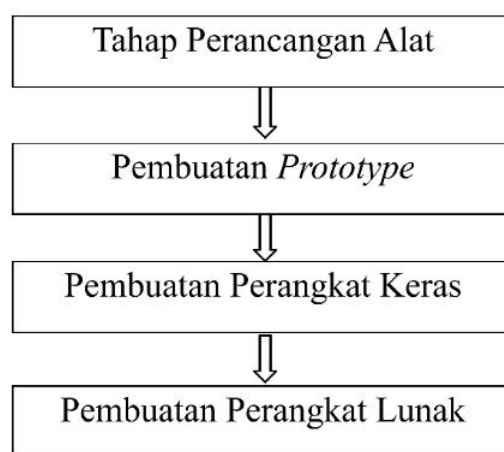 Tahap Perancangan Alat
Pembuatan Prototype
Pembuatan Perangkat Keras
Pembuatan Perangkat Lunak